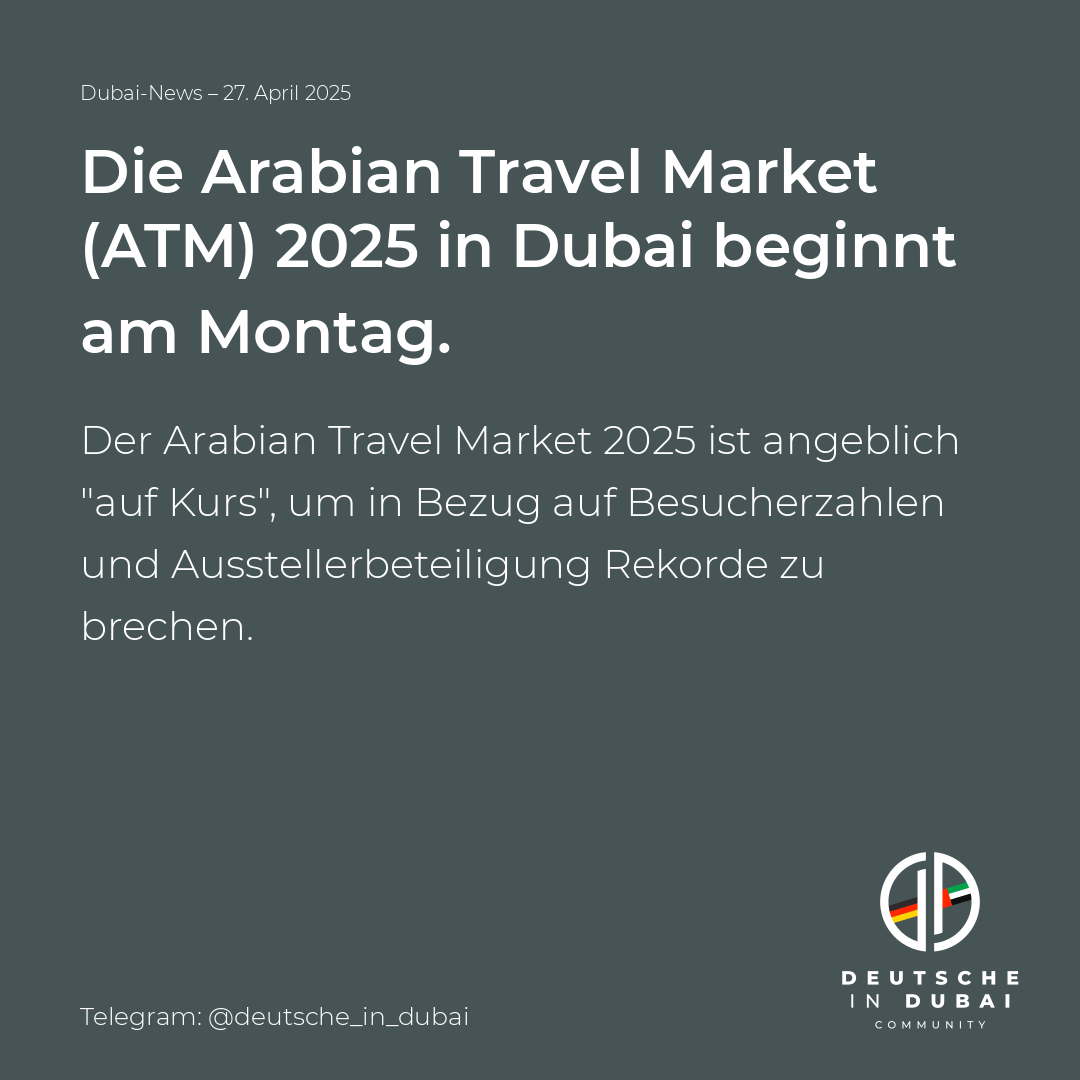 Dubai-News – 27. April 2025
Die Arabian Travel Market
(ATM) 2025 in Dubai beginnt
am Montag.
Der Arabian Travel Market 2025 ist angeblich
"auf Kurs", um in Bezug auf Besucherzahlen
und Ausstellerbeteiligung Rekorde zu
brechen.
DEUTSCHE
IN DUBAI
COMMUNITY
Telegram: @deutsche_in_dubai